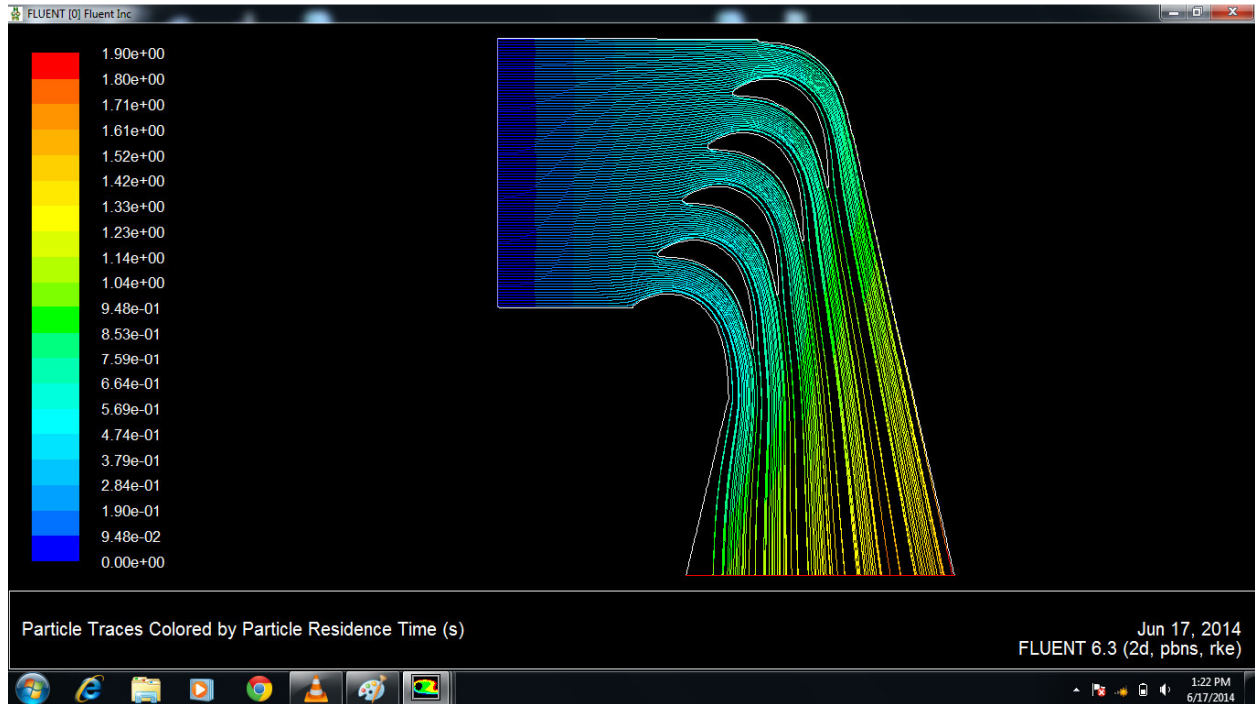 FLUENT [0] Fluent Inc
1.90e+00
1.80e+00
1.71e+00
1.61e+00
1.52e+00
1.42e+00
1.33e+00
1.23e+00
1.14e+00
1.04e+00
9.48e-01
8.53e-01
7.59e-01
6.64e-01
5.69e-01
4.74e-01
3.79e-01
2.84e-01
1.90e-01
9.48e-02
0.00e+00
Particle Traces Colored by Particle Residence Time (s)
Jun 17, 2014
FLUENT 6.3 (2d, pbns, rke)
1:22 PM
6/17/2014